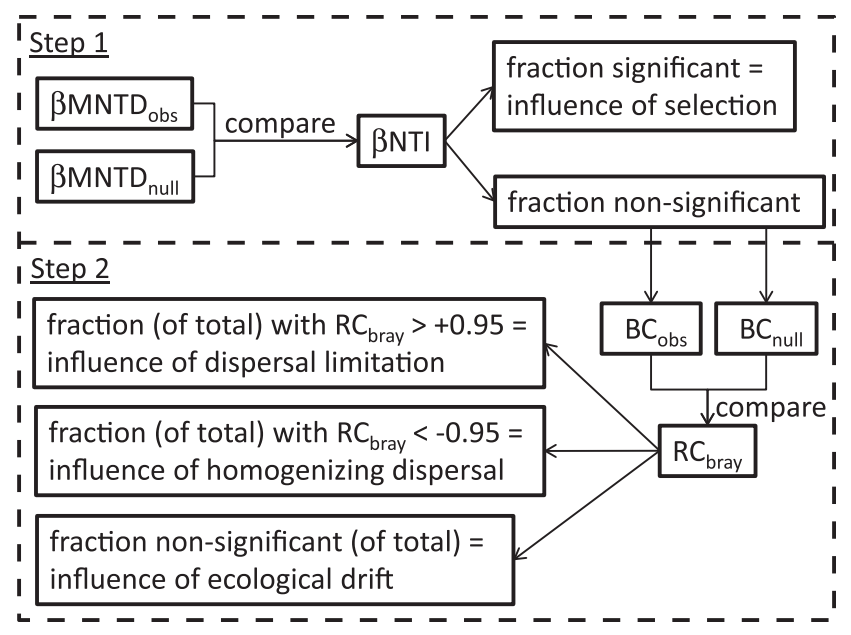 Step 1
βMNTDobs
βMNTDnull
compare
βNTI
fraction significant =
influence of selection
fraction non-significant
Step 2
BCobs
BCnull
compare
RCbray
fraction (of total) with RCbray > +0.95 =
influence of dispersal limitation
fraction (of total) with RCbray < -0.95 =
influence of homogenizing dispersal
fraction non-significant (of total) =
influence of ecological drift